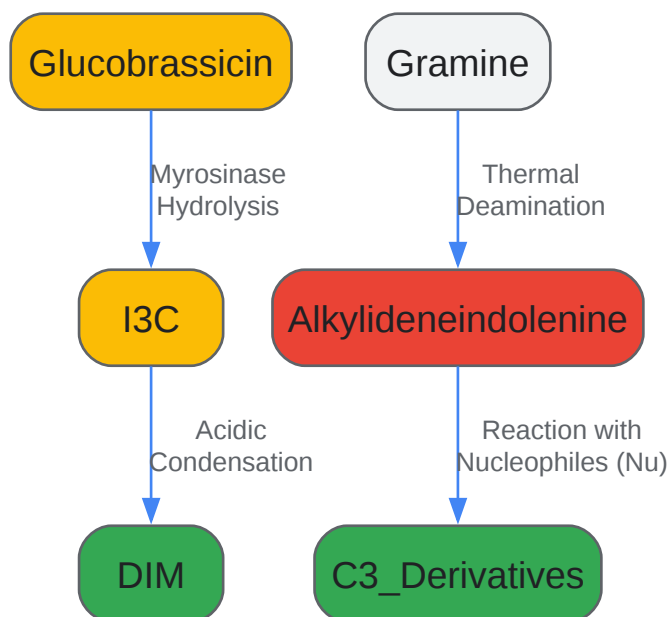 Glucobrassicin
Gramine
Myrosinase
Hydrolysis
Thermal
Deamination
I3C
Alkylideneindolenine
Acidic
Condensation
Reaction with
Nucleophiles (Nu)
DIM
C3_Derivatives